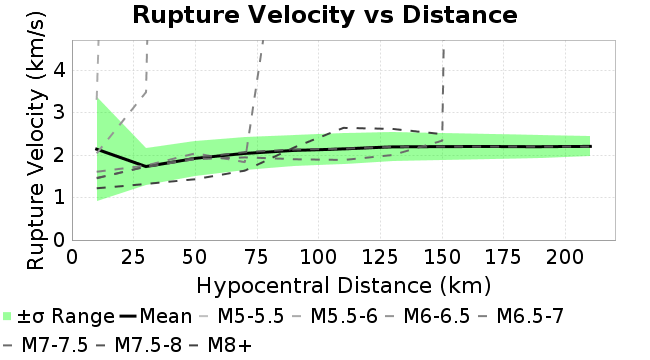 Rupture Velocity vs Distance
Rupture Velocity (km/s)
4
3
2
1
0
0 25 50 75 100 125 150 175 200
Hypocentral Distance (km)
±σ Range Mean M5-5.5 M5.5-6 M6-6.5 M6.5-7
M7-7.5 M7.5-8 M8+